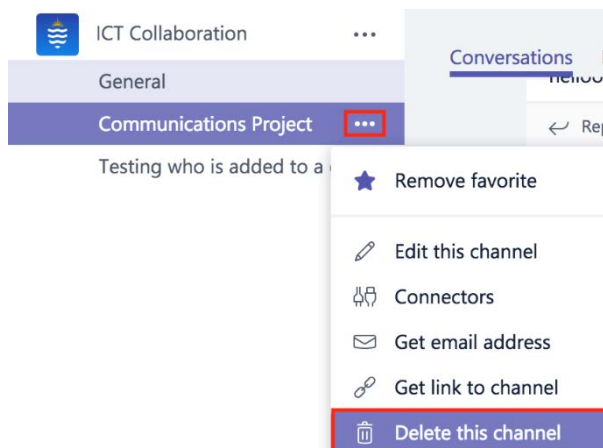 ICT Collaboration
Conversations
General
Communications Project
Testing who is added to a
Remove favorite
Edit this channel
Connectors
Get email address
Get link to channel
Delete this channel